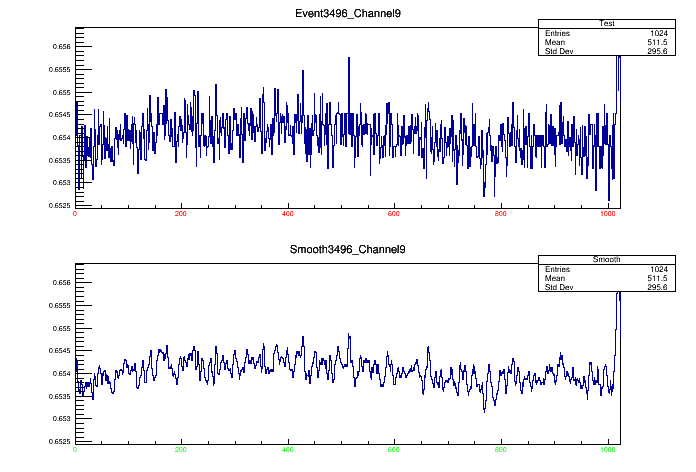 Event3496_Channel9
Test
Entries 1024
Mean 511.5
Std Dev 295.6
0.656
0.6555
0.655
0.6545
0.654
0.6535
0.653
0.6525
0 200 400 600 800 1000
Smooth3496_Channel9
Smooth
Entries 1024
Mean 511.5
Std Dev 295.6
0.656
0.6555
0.655
0.6545
0.654
0.6535
0.653
0.6525
0 200 400 600 800 1000